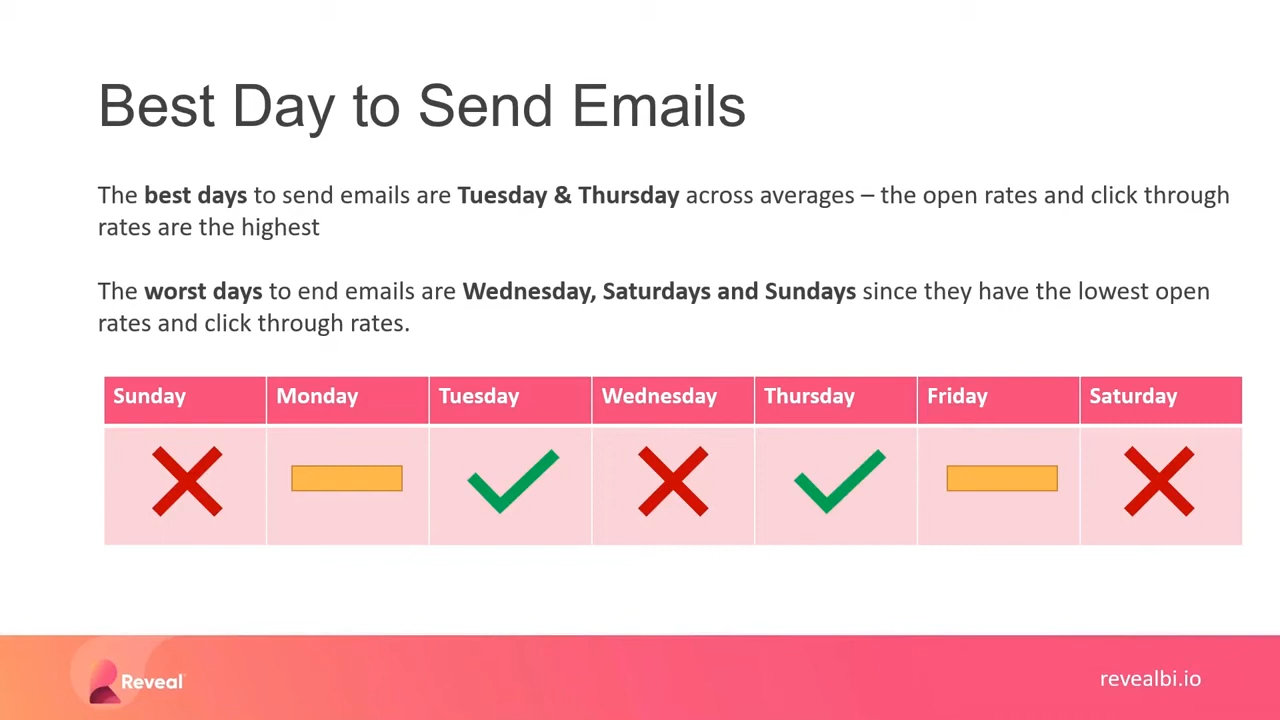 Best Day to Send Emails
The best days to send emails are Tuesday & Thursday across averages – the open rates and click through
rates are the highest
The worst days to end emails are Wednesday, Saturdays and Sundays since they have the lowest open
rates and click through rates.
Sunday Monday Tuesday Wednesday Thursday Friday Saturday
Reveal
revealbi.io